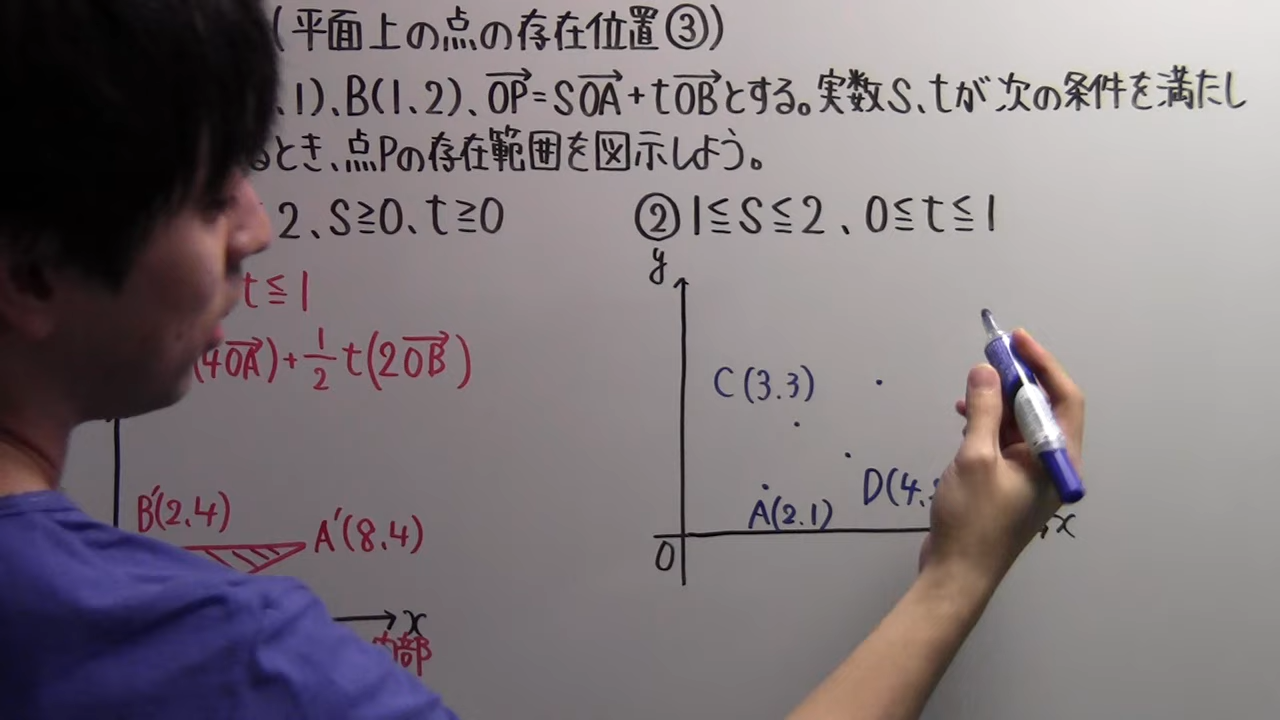 (平面上の点の存在位置③)
,1)、B(1,2)、OP=SOA+tOBとする。実数S、tが次の条件を満たし
るとき、点Pの存在範囲を図示しよう。
2、S≧0、t≧0
②1≦S≦2、0≦t≦1
t≦1
(4OA)+1/2t(2OB)
y
C(3.3)
B'(2.4)
A'(8.4)
A(2.1)
D(4.
O
x
x
内部